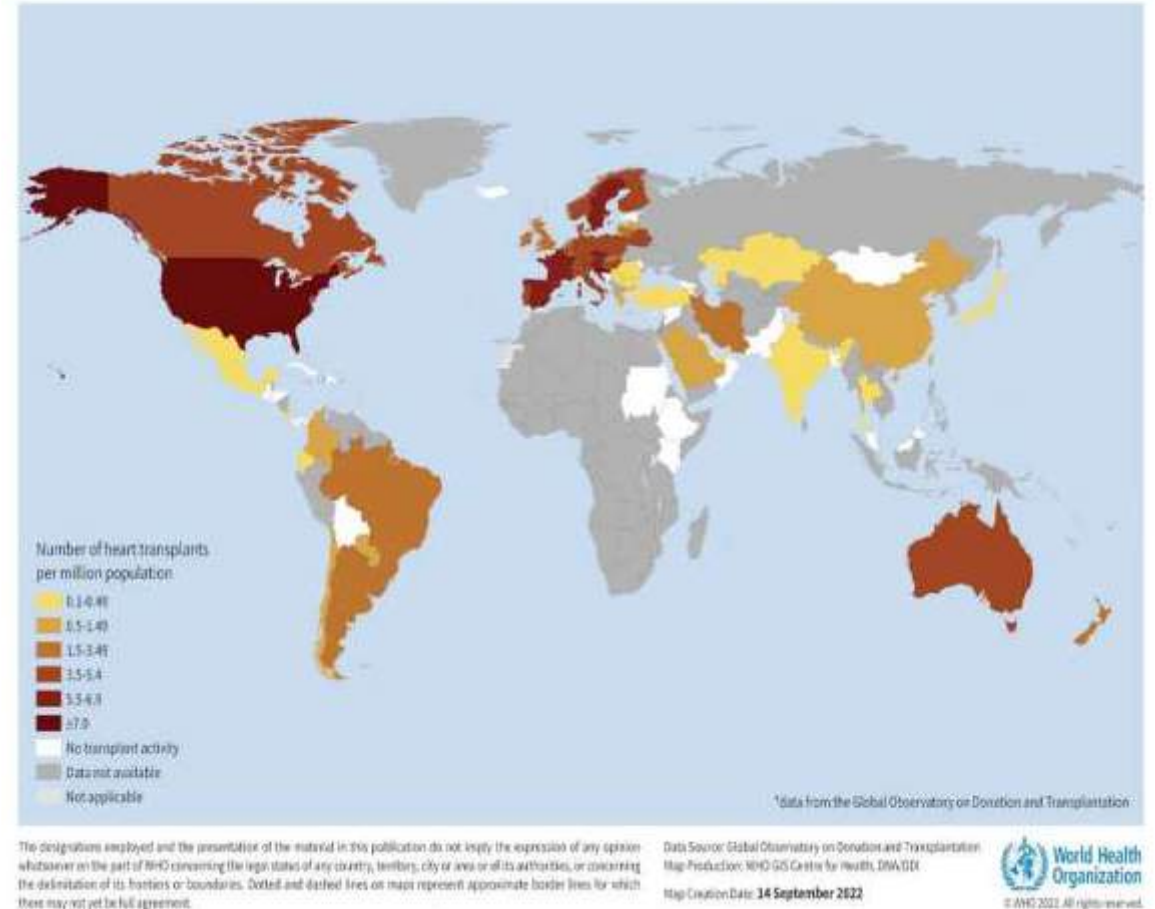 Number of heart transplants
per million population
0.1-0.49
0.5-1.49
1.5-3.49
3.5-5.4
5.5-6.9
≥7.0
No transplant activity
Data not available
Not applicable
*data from the Global Observatory on Donation and Transplantation
The designations employed and the presentation of the material in this publication do not imply the expression of any opinion
whatsoever on the part of WHO concerning the legal status of any country, territory, city or area or of its authorities, or concerning
the delimitation of its frontiers or boundaries. Dotted and dashed lines on maps represent approximate border lines for which
there may not yet be full agreement.
Data Source: Global Observatory on Donation and Transplantation
Map Production: WHO GIS Centre for Health, DNA/DDI
Map Creation Date: 14 September 2022
World Health
Organization
© WHO 2022. All rights reserved.